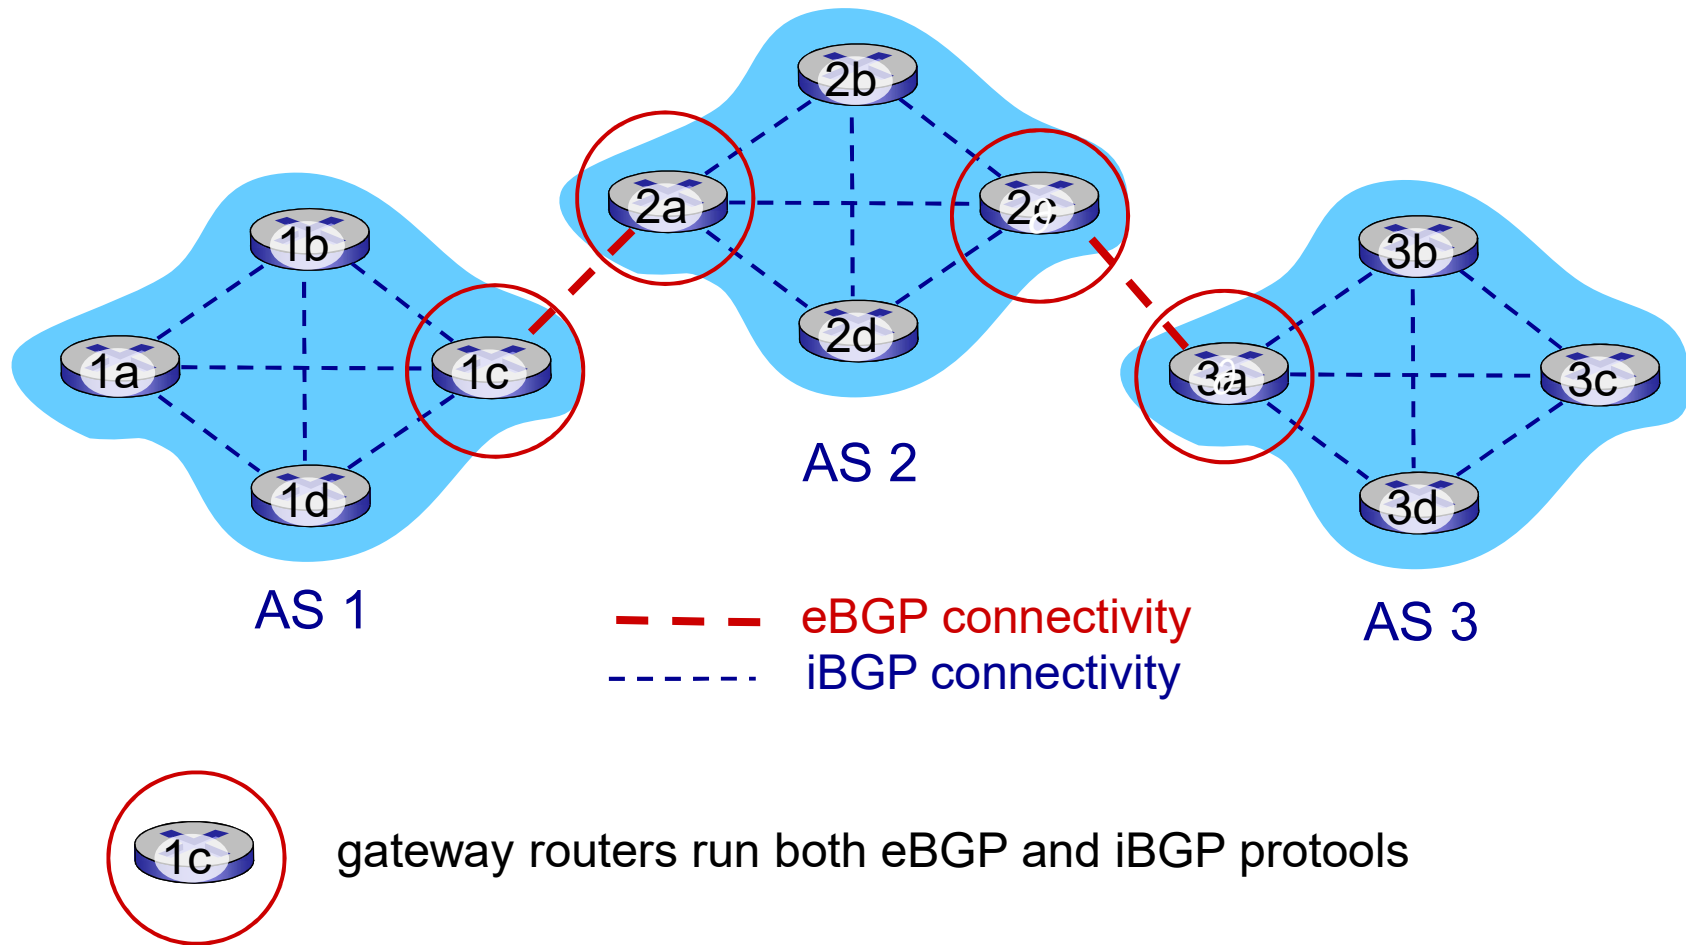 2b
2a
2c
1b
3b
2d
1a
1c
3a
3c
AS 2
1d
3d
AS 1
eBGP connectivity
AS 3
iBGP connectivity
1c
gateway routers run both eBGP and iBGP protools